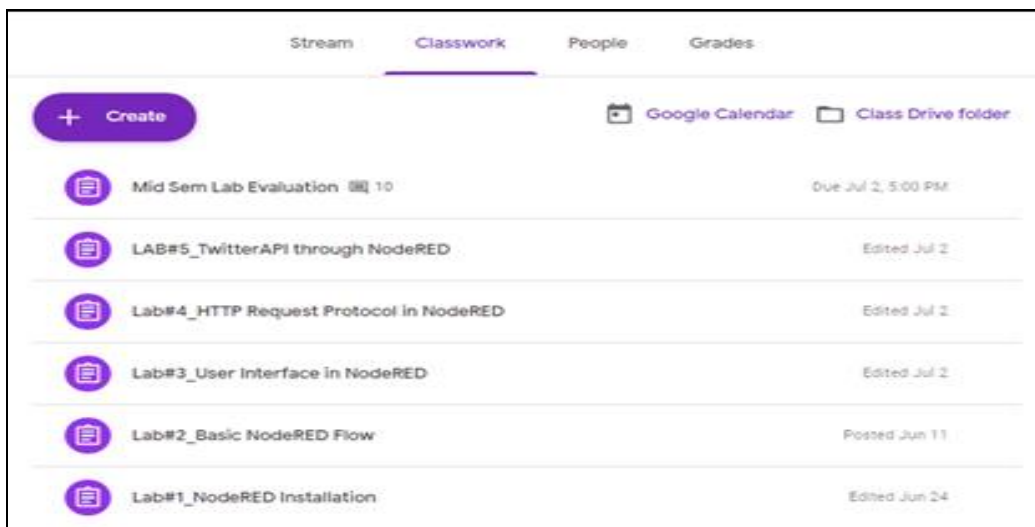 Stream Classwork People Grades
+ Create Google Calendar Class Drive folder
Mid Sem Lab Evaluation 10 Due Jul 2, 5:00 PM
LAB#5_TwitterAPI through NodeRED Edited Jul 2
Lab#4_HTTP Request Protocol in NodeRED Edited Jul 2
Lab#3_User Interface in NodeRED Edited Jul 2
Lab#2_Basic NodeRED Flow Posted Jun 11
Lab#1_NodeRED Installation Edited Jun 24